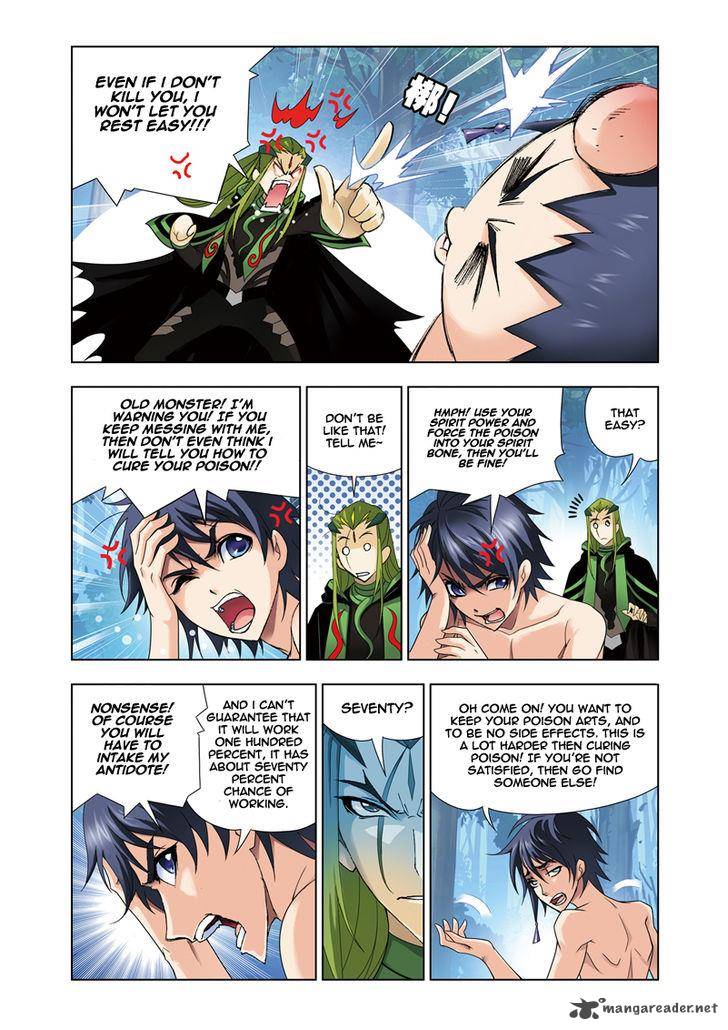 EVEN IF I DON'T
KILL YOU, I
WON'T LET YOU
REST EASY!!!
梆!
OLD MONSTER! I'M
WARNING YOU! IF YOU
KEEP MESSING WITH ME,
THEN DON'T EVEN THINK I
WILL TELL YOU HOW TO
CURE YOUR POISON!!
DON'T BE
LIKE THAT!
TELL ME~
HMPH! USE YOUR
SPIRIT POWER AND
FORCE THE POISON
INTO YOUR SPIRIT
BONE, THEN YOU'LL
BE FINE!
THAT
EASY?
NONSENSE!
OF COURSE
YOU WILL
HAVE TO
INTAKE MY
ANTIDOTE!
AND I CAN'T
GUARANTEE THAT
IT WILL WORK
ONE HUNDRED
PERCENT, IT HAS
ABOUT SEVENTY
PERCENT
CHANCE OF
WORKING.
SEVENTY?
OH COME ON! YOU WANT TO
KEEP YOUR POISON ARTS, AND
TO BE NO SIDE EFFECTS. THIS IS
A LOT HARDER THEN CURING
POISON! IF YOU'RE NOT
SATISFIED, THEN GO FIND
SOMEONE ELSE!
mangareader.net